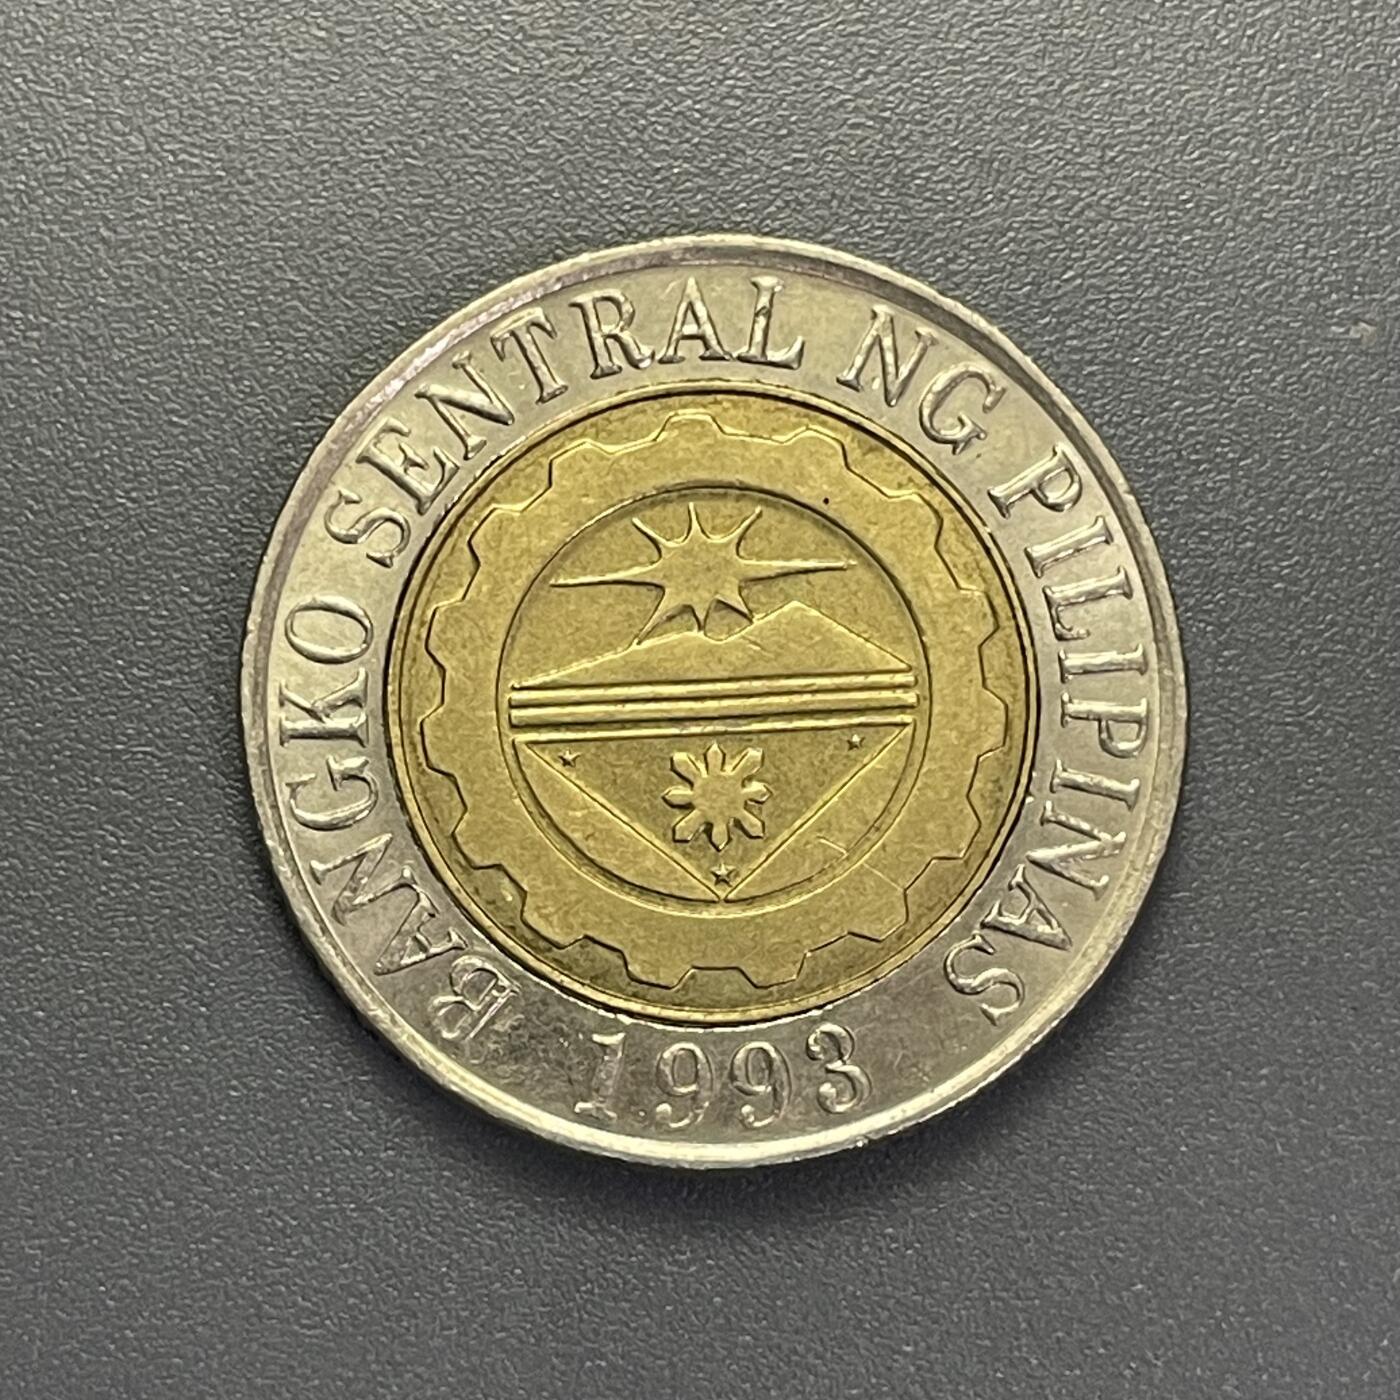 BANGKO SENTRAL NG PILIPINAS
1993